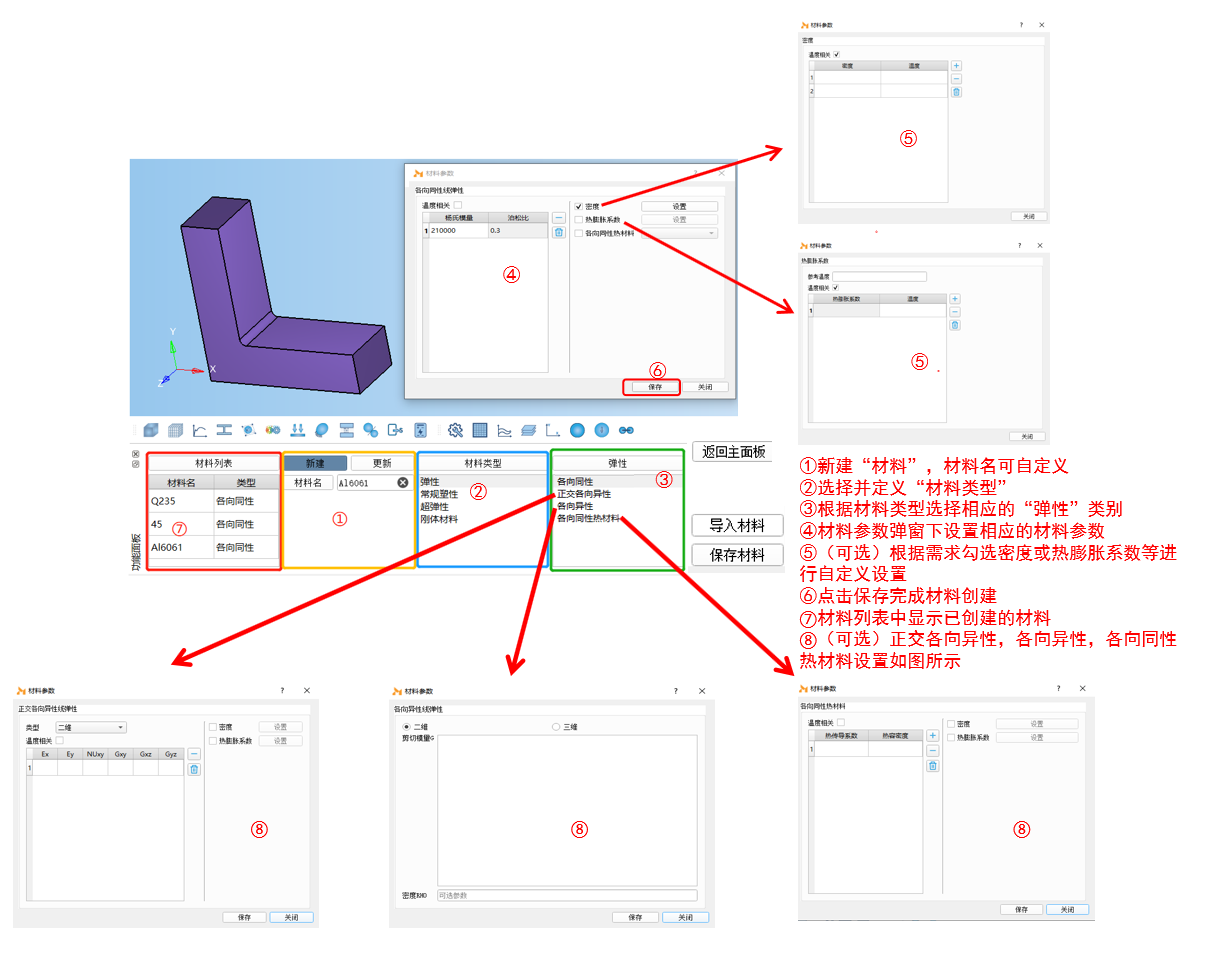 材料参数 ? ×
密度
温度相关
密度 温度
1
2
⑤
关闭
材料参数 ? ×
各向同性线弹性
温度相关
杨氏模量 泊松比
1 210000 0.3
密度 设置
热膨胀系数 设置
各向同性热材料
④
⑥
保存 关闭
Y
X
Z
材料参数 ? ×
热膨胀系数
参考温度
温度相关
热膨胀系数 温度
1
⑤
关闭
功能面板
材料列表
材料名 类型
Q235 各向同性
45 各向同性
Al6061 各向同性
⑦
新建 更新
材料名 Al6061
①
材料类型
弹性
常规塑性
超弹性
刚体材料
②
弹性
各向同性
正交各向异性
各向异性
各向同性热材料
③
返回主面板
导入材料
保存材料
①新建“材料”，材料名可自定义
②选择并定义“材料类型”
③根据材料类型选择相应的“弹性”类别
④材料参数弹窗下设置相应的材料参数
⑤（可选）根据需求勾选密度或热膨胀系数等进
行自定义设置
⑥点击保存完成材料创建
⑦材料列表中显示已创建的材料
⑧（可选）正交各向异性，各向异性，各向同性
热材料设置如图所示
材料参数 ? ×
正交各向异性线弹性
类型 二维
温度相关
Ex Ey NUxy Gxy Gxz Gyz
1
密度 设置
热膨胀系数 设置
⑧
保存 关闭
材料参数 ? ×
各向异性线弹性
二维 三维
剪切模量G
⑧
密度RHO 可选参数
保存 关闭
材料参数 ? ×
各向同性热材料
温度相关
热传导系数 热容密度
1
密度 设置
热膨胀系数 设置
⑧
保存 关闭